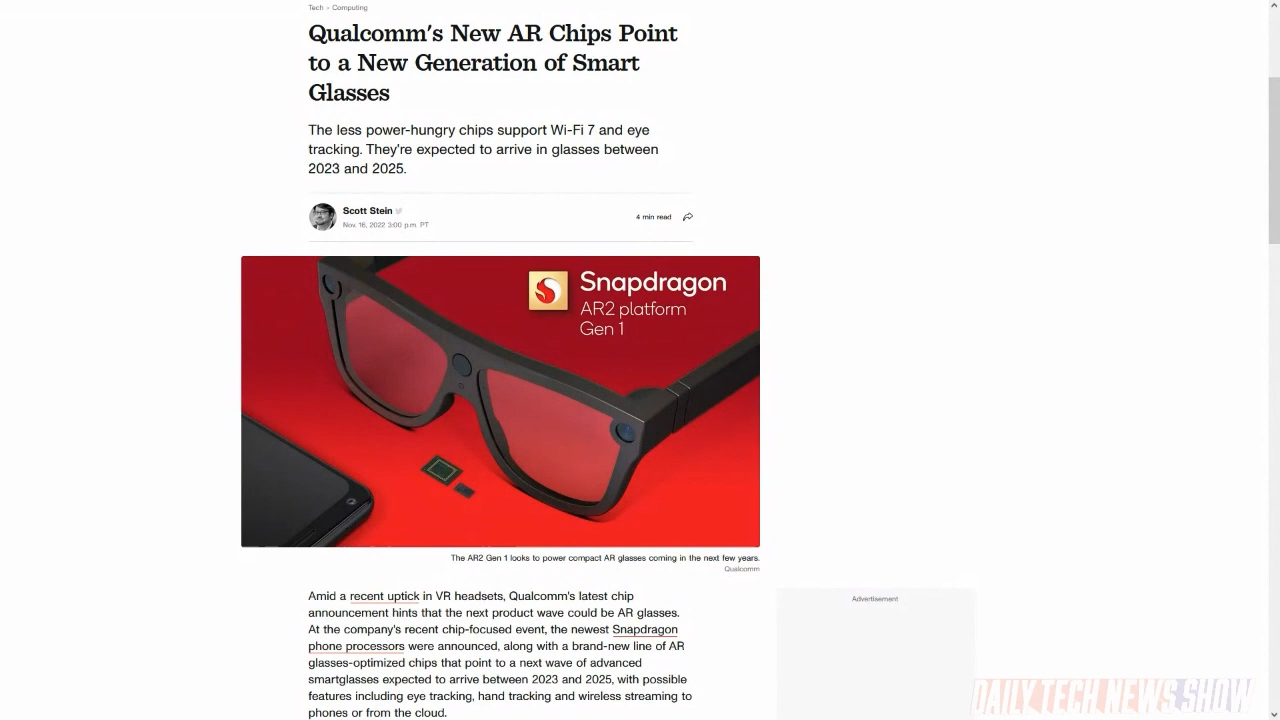 Tech > Computing
Qualcomm's New AR Chips Point
to a New Generation of Smart
Glasses
The less power-hungry chips support Wi-Fi 7 and eye
tracking. They're expected to arrive in glasses between
2023 and 2025.
Scott Stein
Nov. 16, 2022 3:00 p.m. PT
4 min read
Snapdragon
AR2 platform
Gen 1
The AR2 Gen 1 looks to power compact AR glasses coming in the next few years.
Qualcomm
Amid a recent uptick in VR headsets, Qualcomm's latest chip
announcement hints that the next product wave could be AR glasses.
At the company's recent chip-focused event, the newest Snapdragon
phone processors were announced, along with a brand-new line of AR
glasses-optimized chips that point to a next wave of advanced
smartglasses expected to arrive between 2023 and 2025, with possible
features including eye tracking, hand tracking and wireless streaming to
phones or from the cloud.
Advertisement
DAILY TECH NEWS SHOW